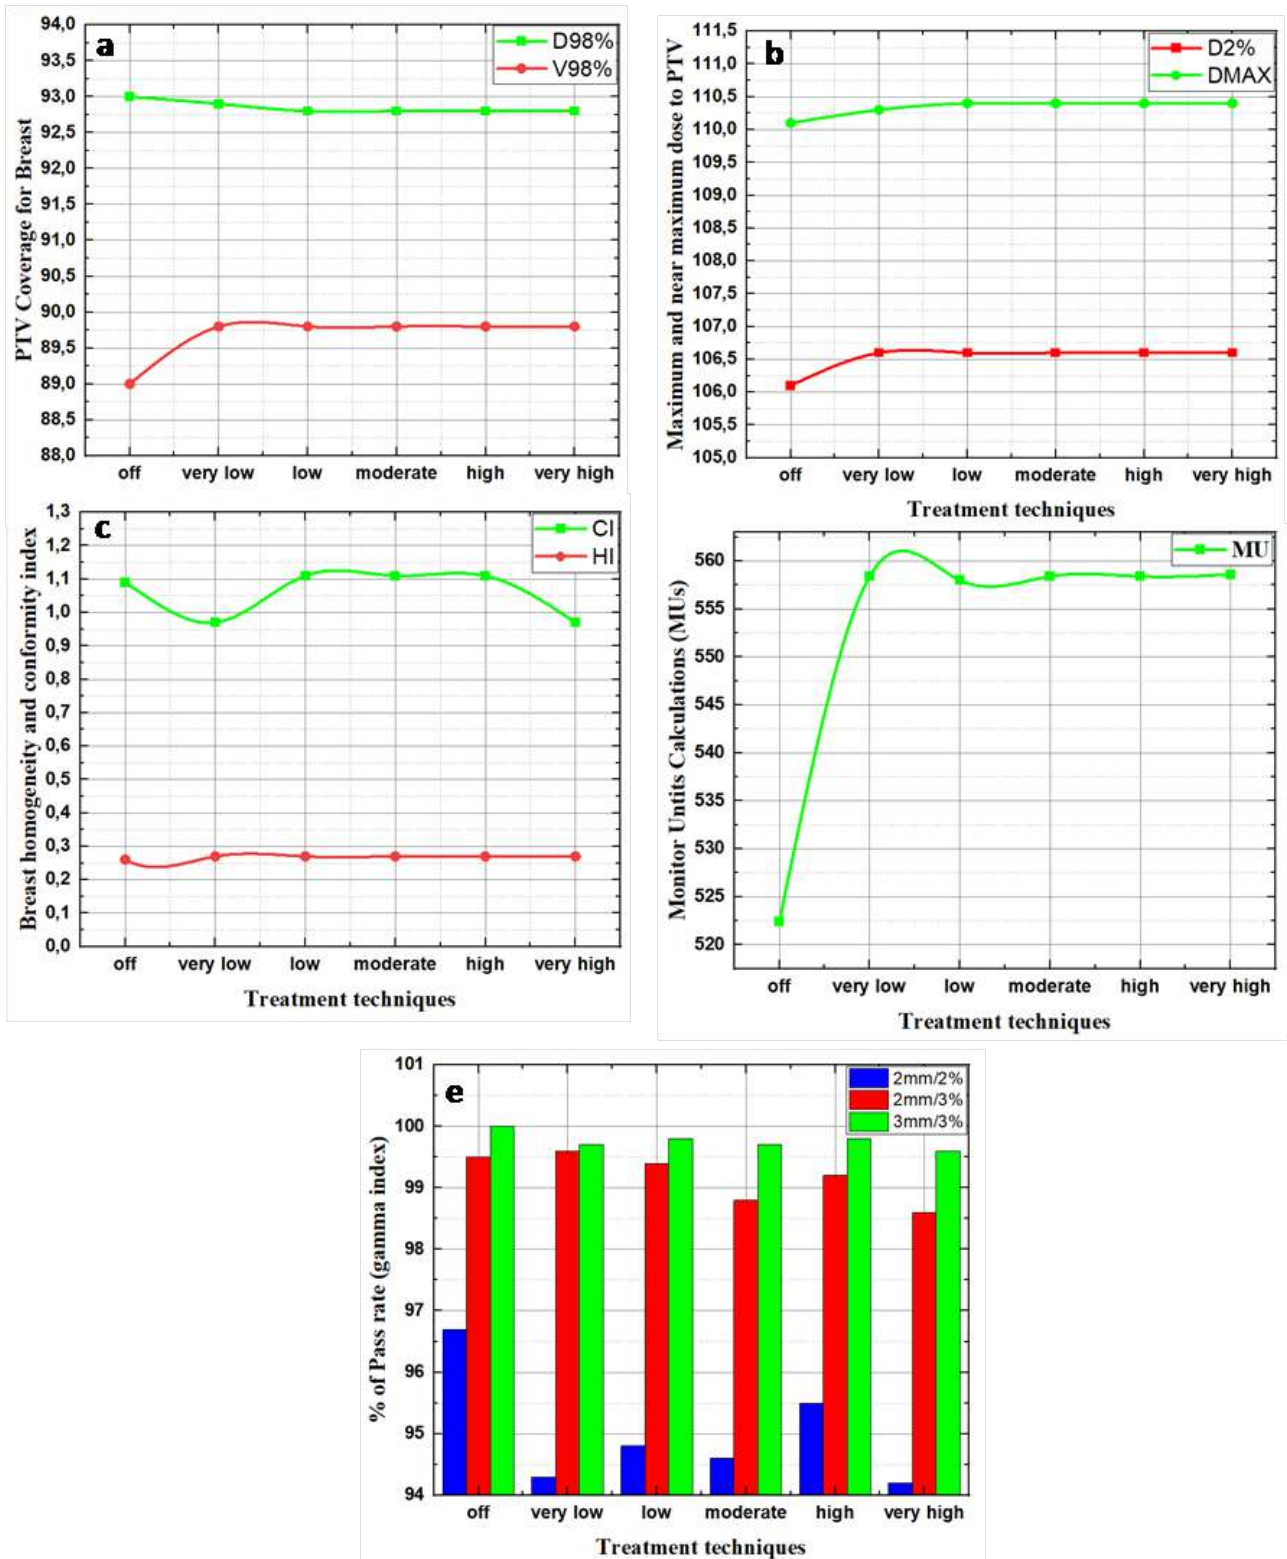 a
D98%
V98%
PTV Coverage for Breast
94,0
93,5
93,0
92,5
92,0
91,5
91,0
90,5
90,0
89,5
89,0
88,5
88,0
off very low low moderate high very high
b
D2%
DMAX
Maximum and near maximum dose to PTV
111,5
111,0
110,5
110,0
109,5
109,0
108,5
108,0
107,5
107,0
106,5
106,0
105,5
105,0
off very low low moderate high very high
Treatment techniques
c
CI
HI
Breast homogeneity and conformity index
1,3
1,2
1,1
1,0
0,9
0,8
0,7
0,6
0,5
0,4
0,3
0,2
0,1
0,0
off very low low moderate high very high
Treatment techniques
MU
Monitor Untits Calculations (MUs)
560
555
550
545
540
535
530
525
520
off very low low moderate high very high
Treatment techniques
e
2mm/2%
2mm/3%
3mm/3%
% of Pass rate (gamma index)
101
100
99
98
97
96
95
94
off very low low moderate high very high
Treatment techniques